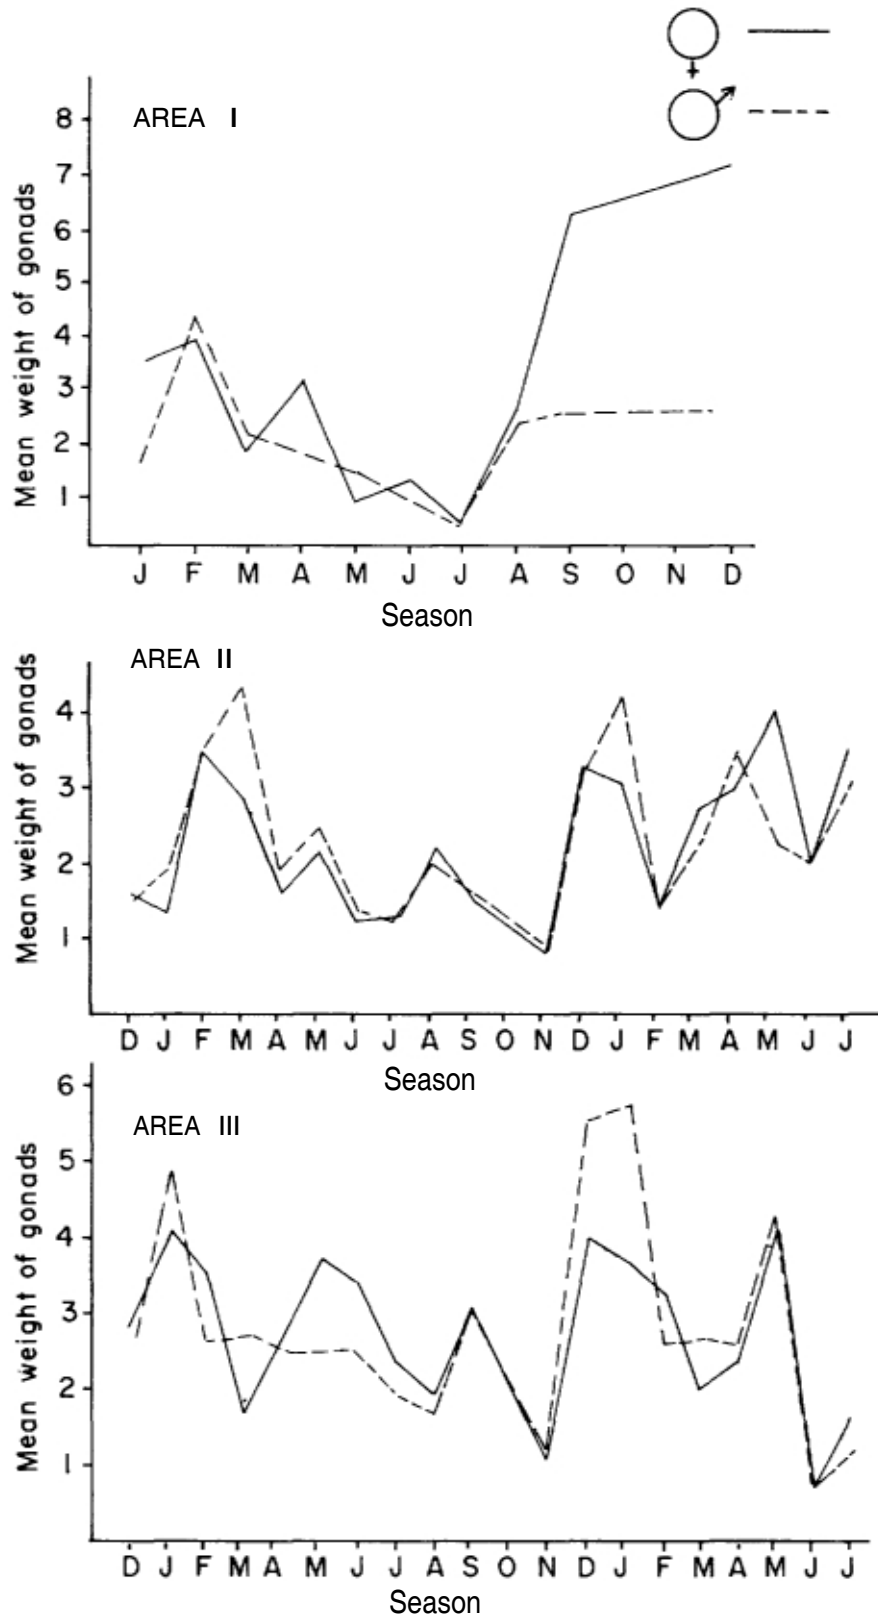 AREA I
Mean weight of gonads
8
7
6
5
4
3
2
1
J F M A M J J A S O N D
Season
AREA II
Mean weight of gonads
4
3
2
1
D J F M A M J J A S O N D J F M A M J J
Season
AREA III
Mean weight of gonads
6
5
4
3
2
1
D J F M A M J J A S O N D J F M A M J J
Season